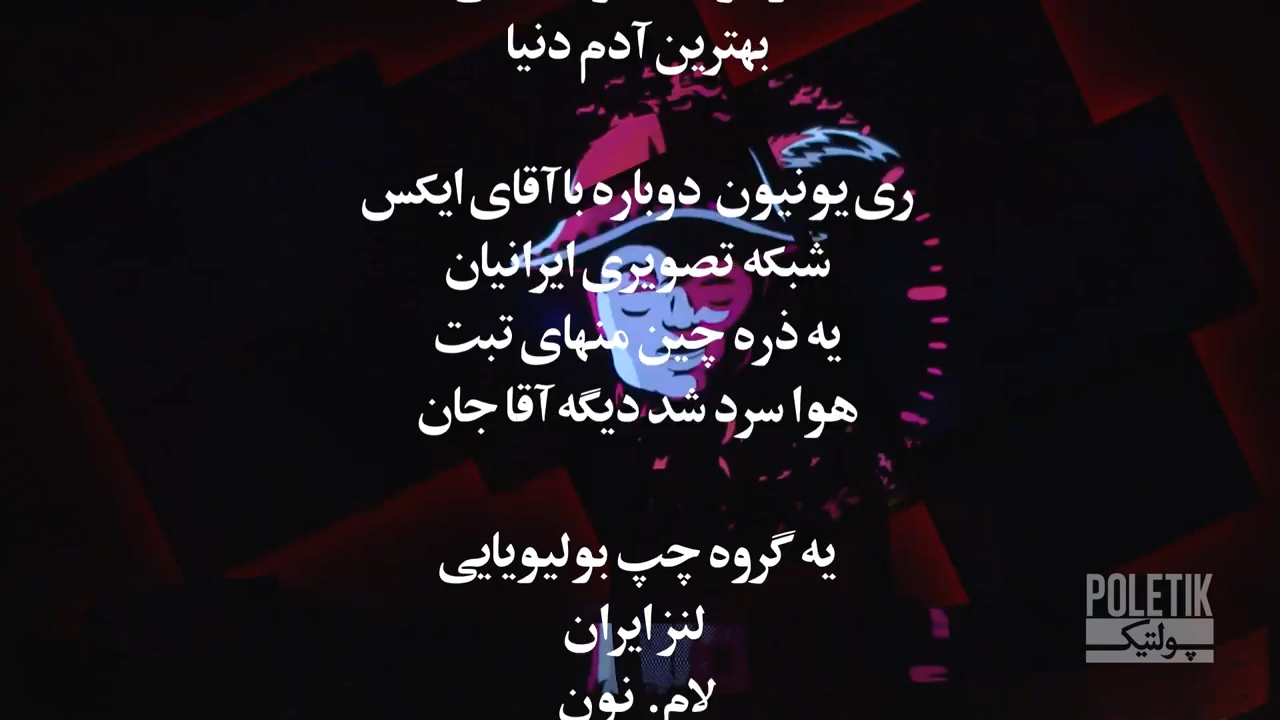 بهترین آدم دنیا
ری یونیون دوباره با آقای ایکس
شبکه تصویری ایرانیان
یه ذره چین منهای تبت
هوا سرد شد دیگه آقا جان
یه گروه چپ بولیویایی
لنز ایران
لام. نون
POLETIK
پولتیک